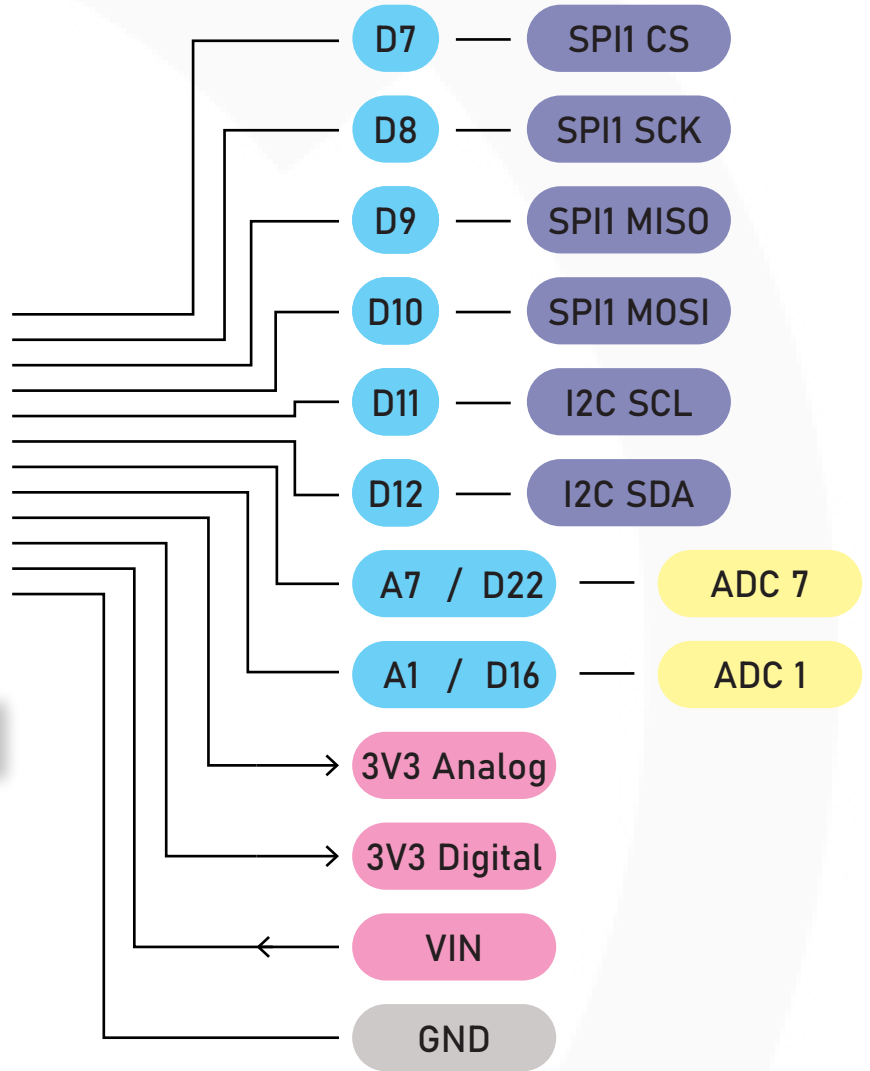 D7 SPI1 CS
D8 SPI1 SCK
D9 SPI1 MISO
D10 SPI1 MOSI
D11 I2C SCL
D12 I2C SDA
A7 / D22 ADC 7
A1 / D16 ADC 1
3V3 Analog
3V3 Digital
VIN
GND